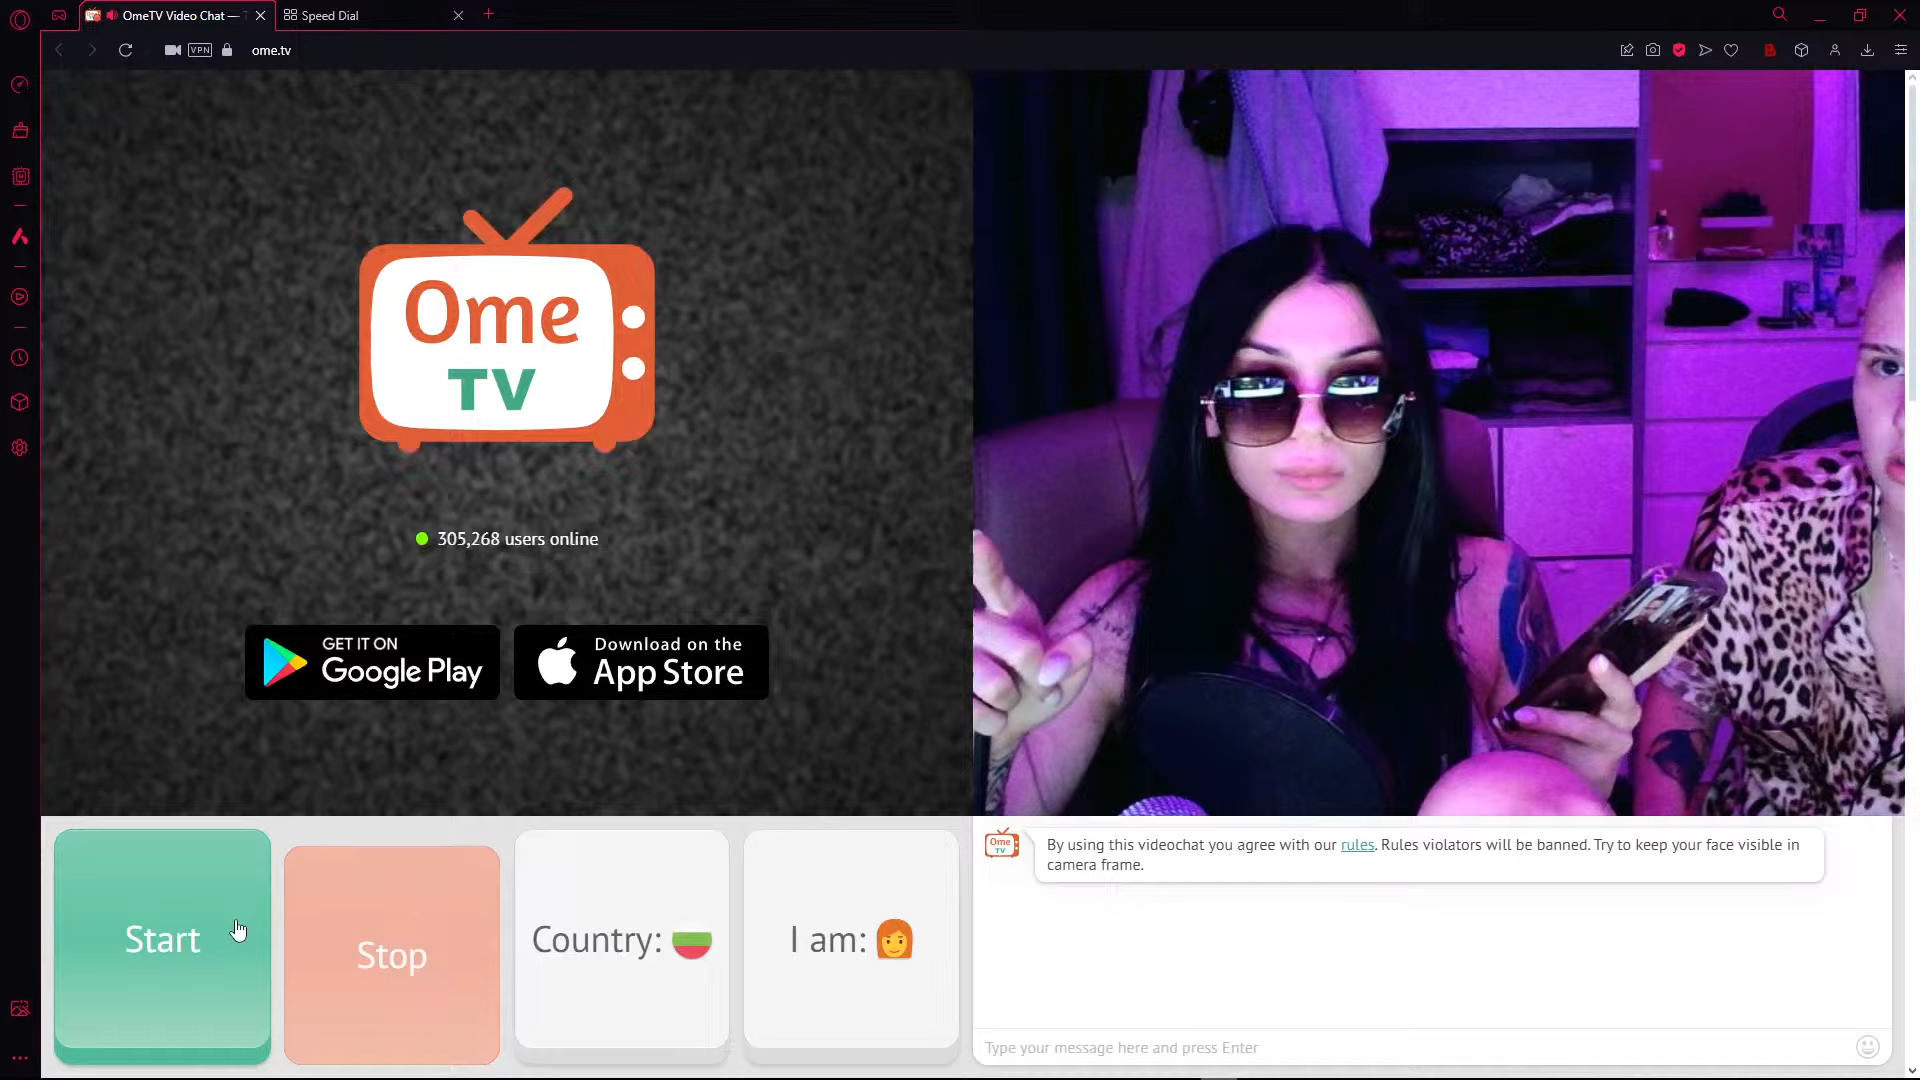 OmeTV Video Chat — T
Speed Dial
VPN
ome.tv
Ome
TV
305,268 users online
GET IT ON
Google Play
Download on the
App Store
Start
Stop
Country:
I am:
Ome
TV
By using this videochat you agree with our rules. Rules violators will be banned. Try to keep your face visible in
camera frame.
Type your message here and press Enter